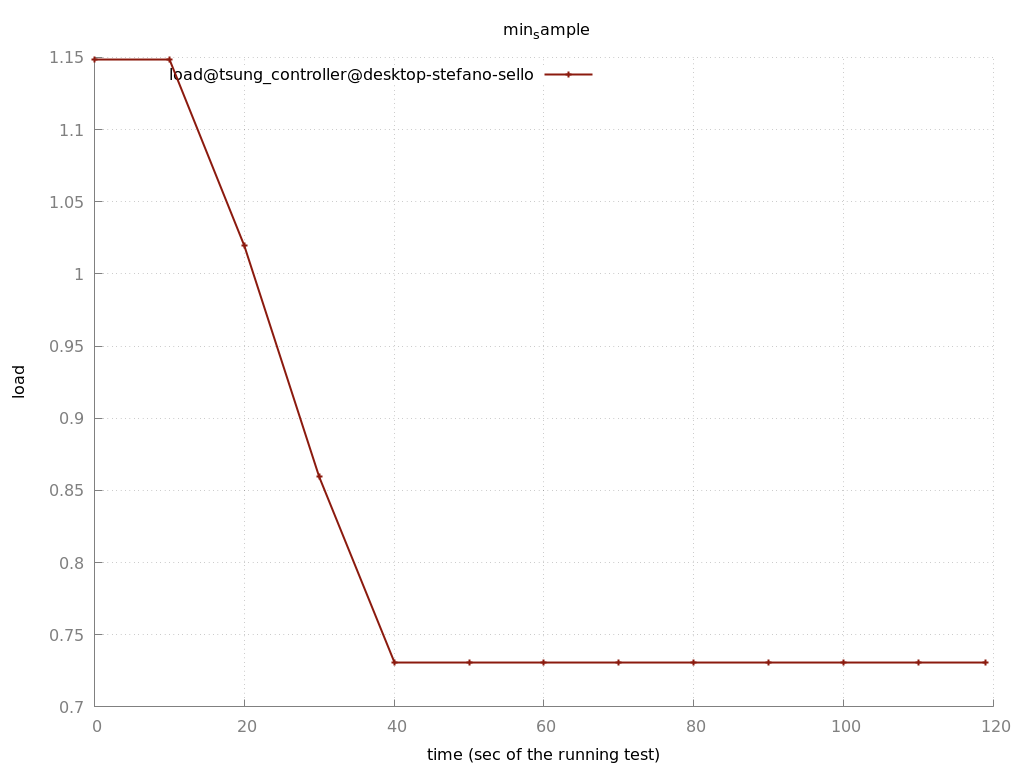 min_sample
1.15
load@tsung_controller@desktop-stefano-sello
1.1
1.05
1
0.95
0.9
0.85
0.8
0.75
0.7
load
0 20 40 60 80 100 120
time (sec of the running test)